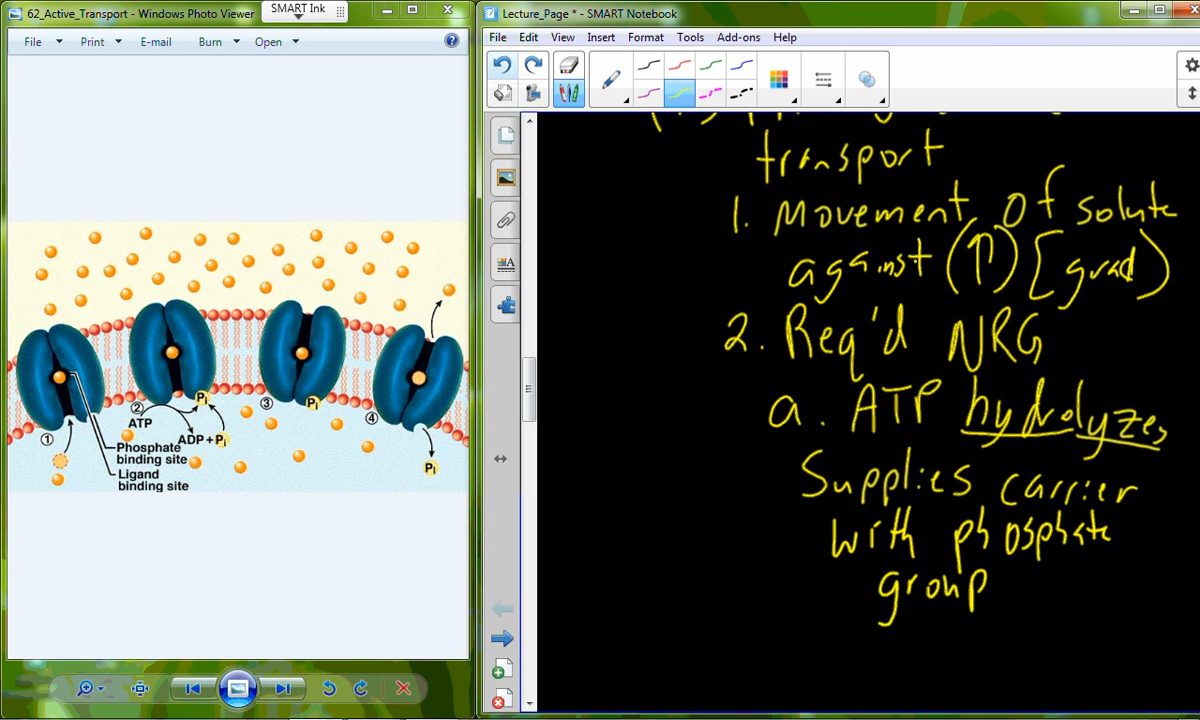 62_Active_Transport - Windows Photo Viewer
SMART Ink
File Print E-mail Burn Open
①
②
ATP
ADP + Pi
Pi
③
Pi
④
Pi
Phosphate
binding site
Ligand
binding site
Lecture_Page * - SMART Notebook
File Edit View Insert Format Tools Add-ons Help
transport
1. Movement of solute
against (↑) [grad)
2. Req'd NRG
a. ATP hydrolyzes,
Supplies carrier
with phosphate
group